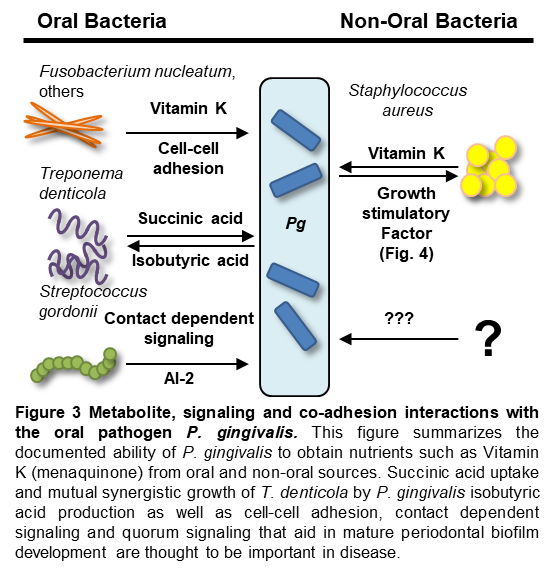 Oral Bacteria
Non-Oral Bacteria
Fusobacterium nucleatum,
others
Vitamin K
Cell-cell
adhesion
Treponema
denticola
Succinic acid
Isobutyric acid
Streptococcus
gordonii
Contact dependent
signaling
AI-2
Pg
Staphylococcus
aureus
Vitamin K
Growth
stimulatory
Factor
(Fig. 4)
???
?
Figure 3 Metabolite, signaling and co-adhesion interactions with
the oral pathogen P. gingivalis. This figure summarizes the
documented ability of P. gingivalis to obtain nutrients such as Vitamin
K (menaquinone) from oral and non-oral sources. Succinic acid uptake
and mutual synergistic growth of T. denticola by P. gingivalis isobutyric
acid production as well as cell-cell adhesion, contact dependent
signaling and quorum signaling that aid in mature periodontal biofilm
development are thought to be important in disease.